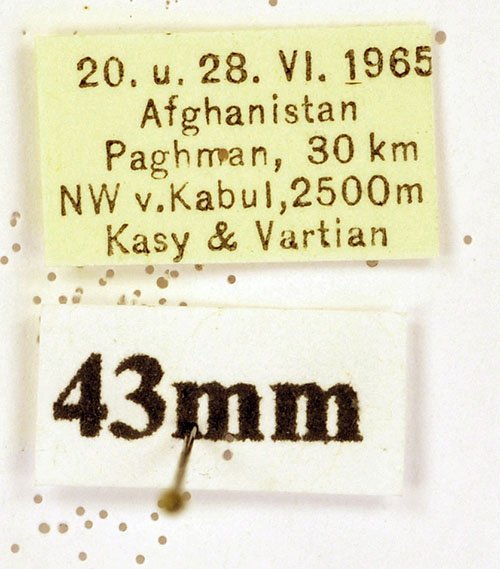 20. u. 28. VI. 1965
Afghanistan
Paghman, 30 km
NW v.Kabul,2500m
Kasy & Vartian
43mm